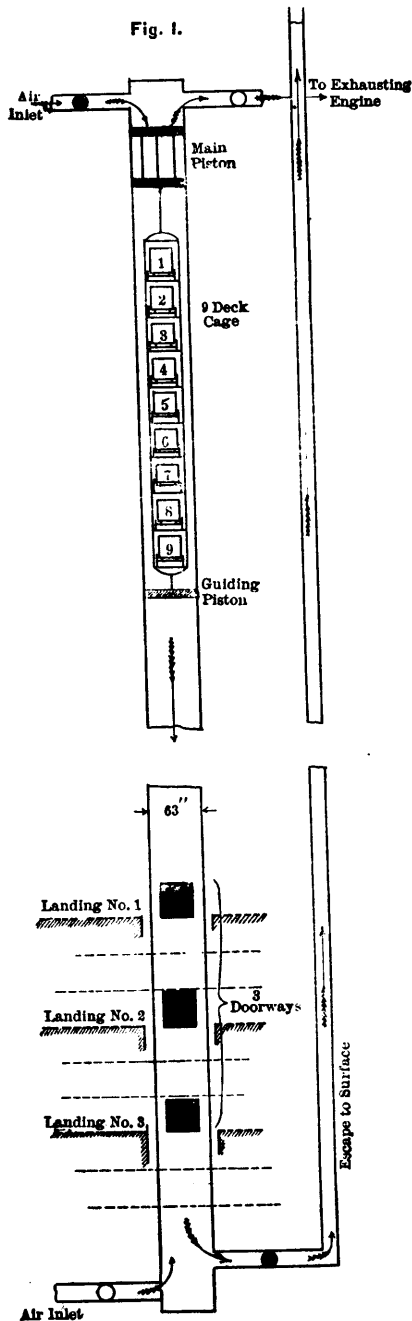 Fig. 1.
Air
Inlet
To Exhausting
Engine
Main
Piston
1
2
3
4
5
6
7
8
9
9 Deck
Cage
Guiding
Piston
63"
Landing No. 1
3
Doorways
Landing No. 2
Landing No. 3
Escape to Surface
Air Inlet